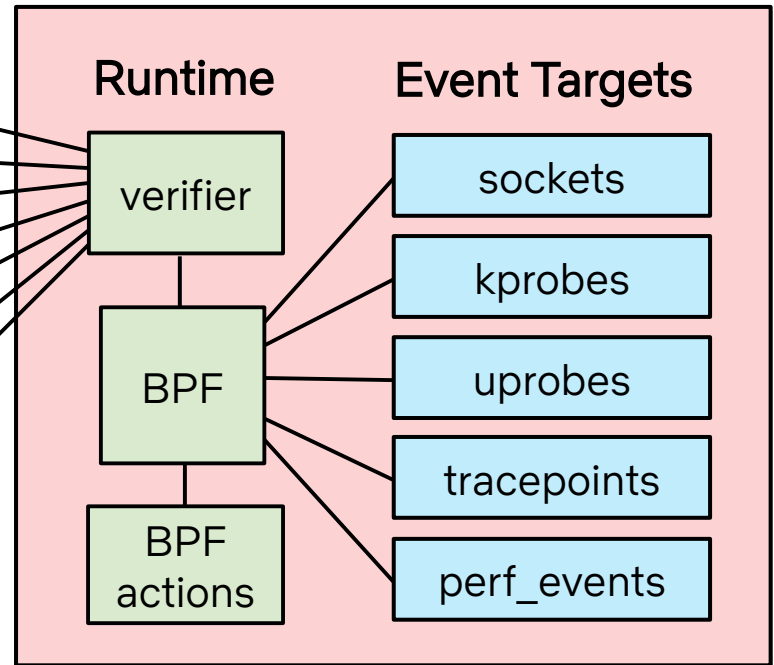 Runtime
verifier
BPF
BPF
actions
Event Targets
sockets
kprobes
uprobes
tracepoints
perf_events